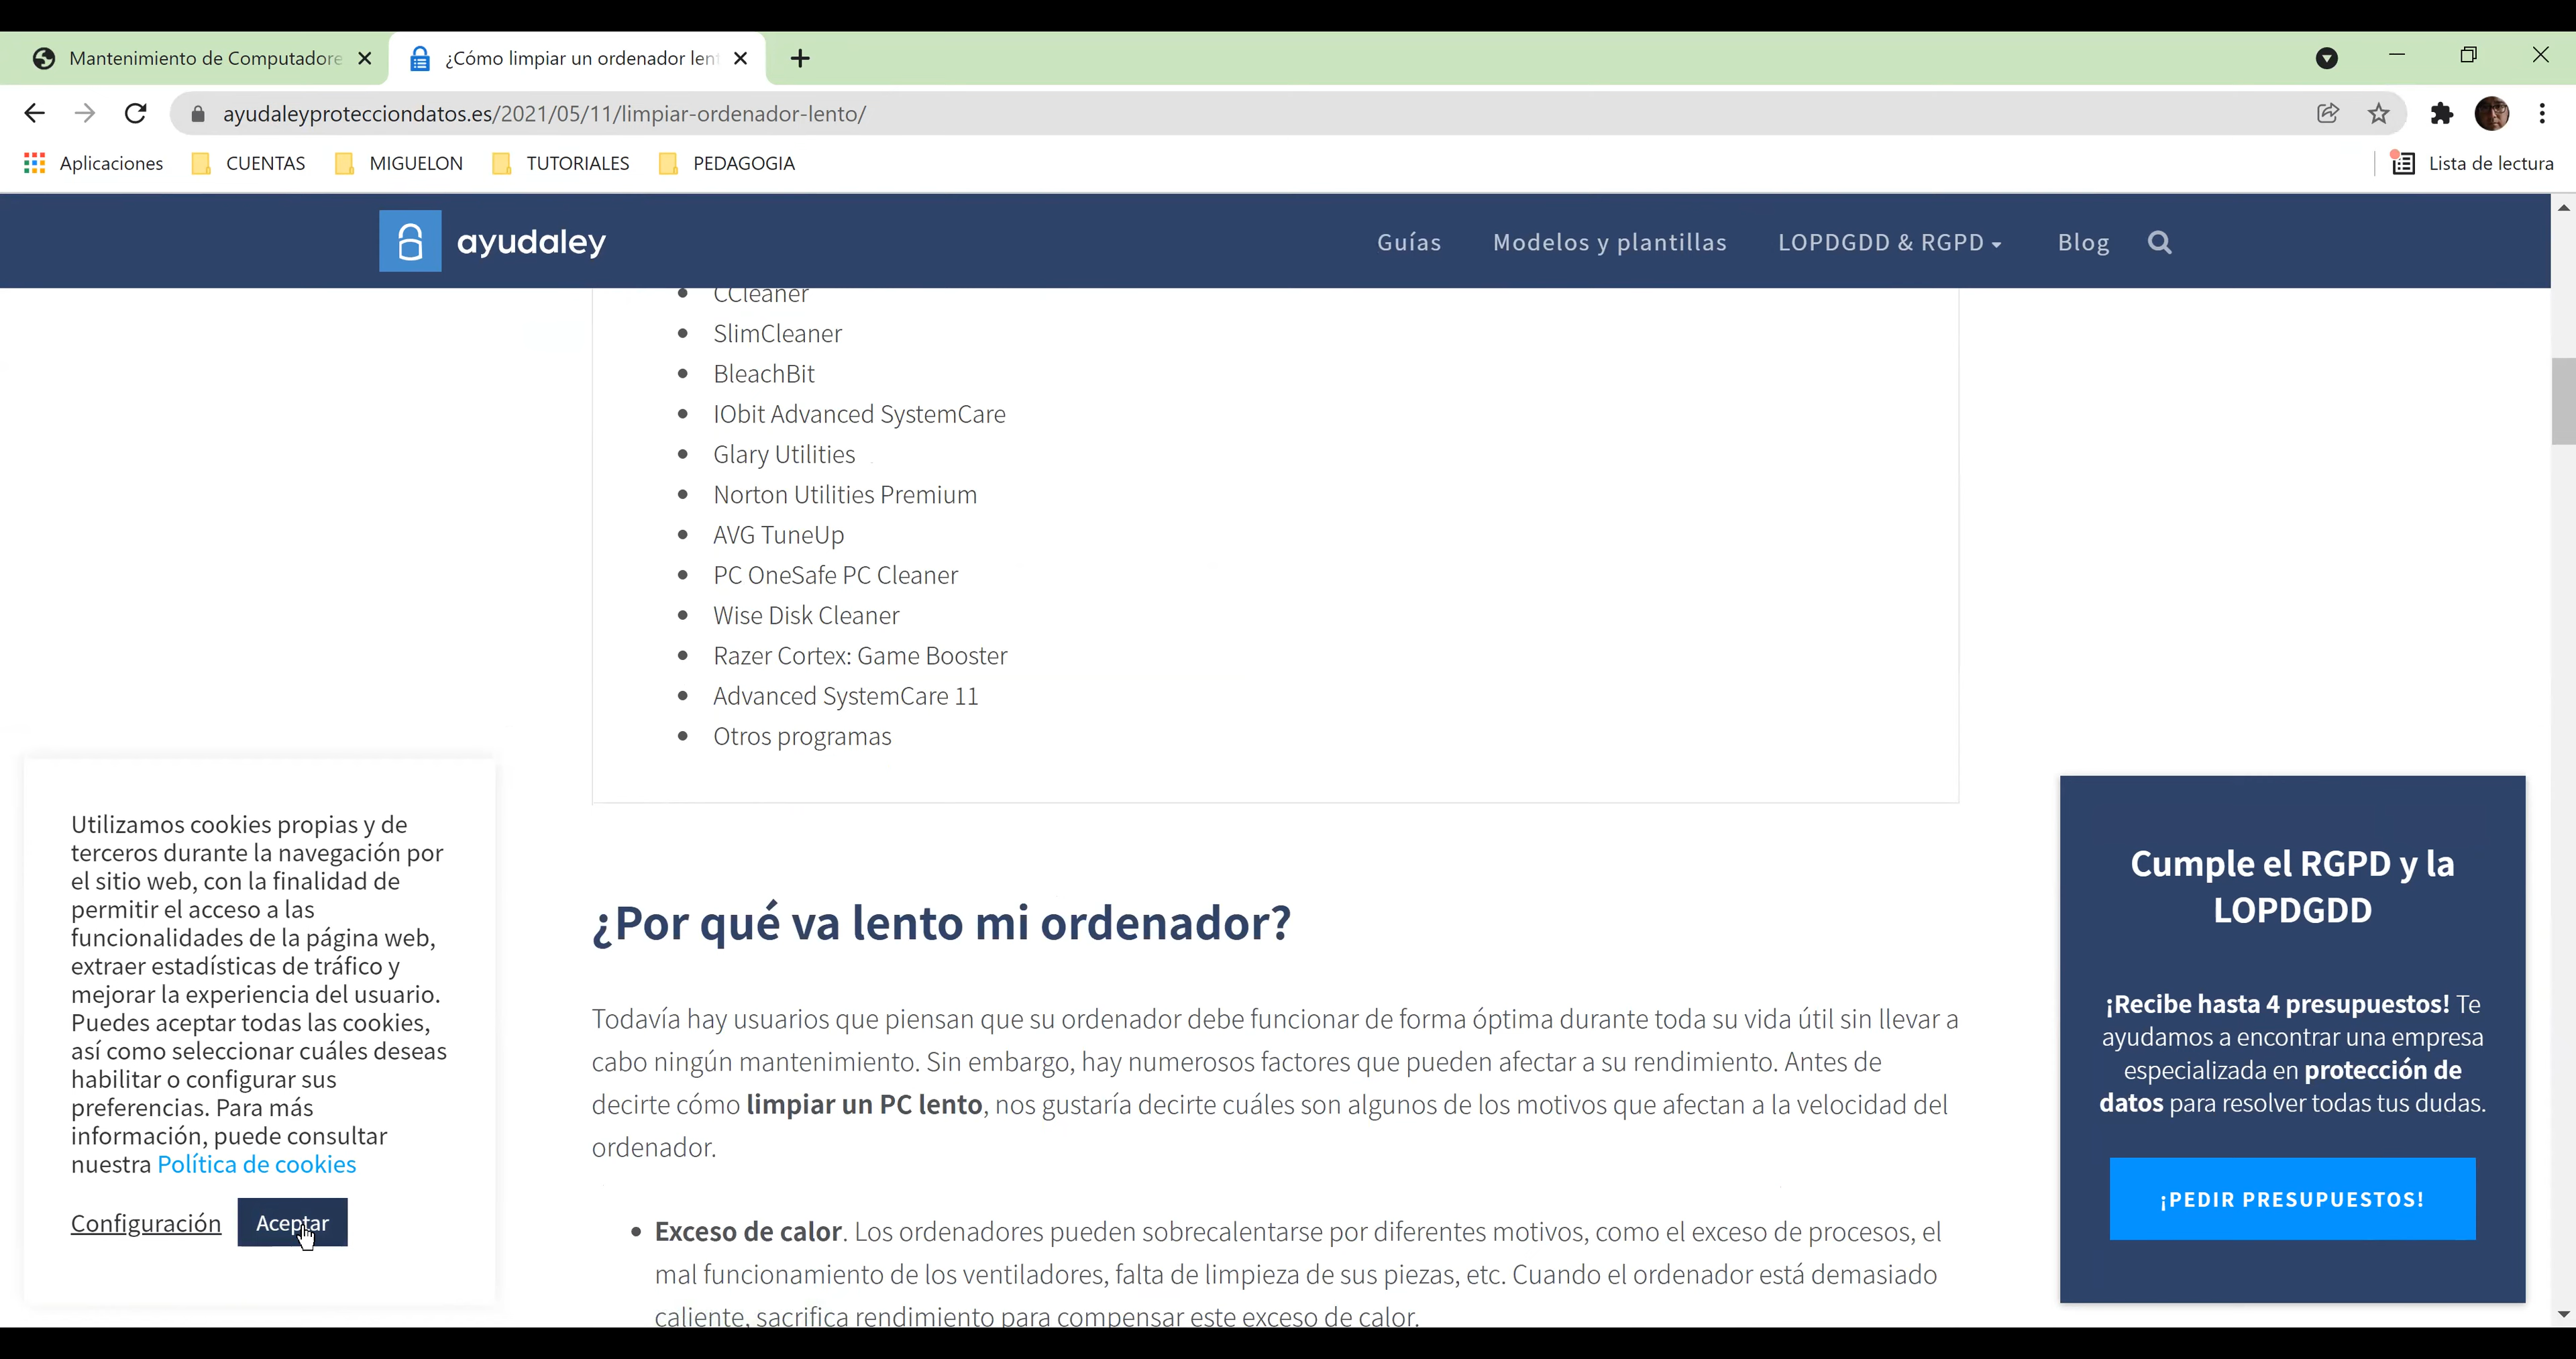 Mantenimiento de Computadore
¿Cómo limpiar un ordenador len
ayudaleyprotecciondatos.es/2021/05/11/limpiar-ordenador-lento/
Aplicaciones
CUENTAS
MIGUELON
TUTORIALES
PEDAGOGIA
Lista de lectura
ayudaley
Guías
Modelos y plantillas
LOPDGDD & RGPD
Blog
CCleaner
SlimCleaner
BleachBit
IObit Advanced SystemCare
Glary Utilities
Norton Utilities Premium
AVG TuneUp
PC OneSafe PC Cleaner
Wise Disk Cleaner
Razer Cortex: Game Booster
Advanced SystemCare 11
Otros programas
¿Por qué va lento mi ordenador?
Todavía hay usuarios que piensan que su ordenador debe funcionar de forma óptima durante toda su vida útil sin llevar a
cabo ningún mantenimiento. Sin embargo, hay numerosos factores que pueden afectar a su rendimiento. Antes de
decirte cómo limpiar un PC lento, nos gustaría decirte cuáles son algunos de los motivos que afectan a la velocidad del
ordenador.
Exceso de calor. Los ordenadores pueden sobrecalentarse por diferentes motivos, como el exceso de procesos, el
mal funcionamiento de los ventiladores, falta de limpieza de sus piezas, etc. Cuando el ordenador está demasiado
caliente, sacrifica rendimiento para compensar este exceso de calor.
Utilizamos cookies propias y de
terceros durante la navegación por
el sitio web, con la finalidad de
permitir el acceso a las
funcionalidades de la página web,
extraer estadísticas de tráfico y
mejorar la experiencia del usuario.
Puedes aceptar todas las cookies,
así como seleccionar cuáles deseas
habilitar o configurar sus
preferencias. Para más
información, puede consultar
nuestra Política de cookies
Configuración
Aceptar
Cumple el RGPD y la
LOPDGDD
¡Recibe hasta 4 presupuestos! Te
ayudamos a encontrar una empresa
especializada en protección de
datos para resolver todas tus dudas.
¡PEDIR PRESUPUESTOS!